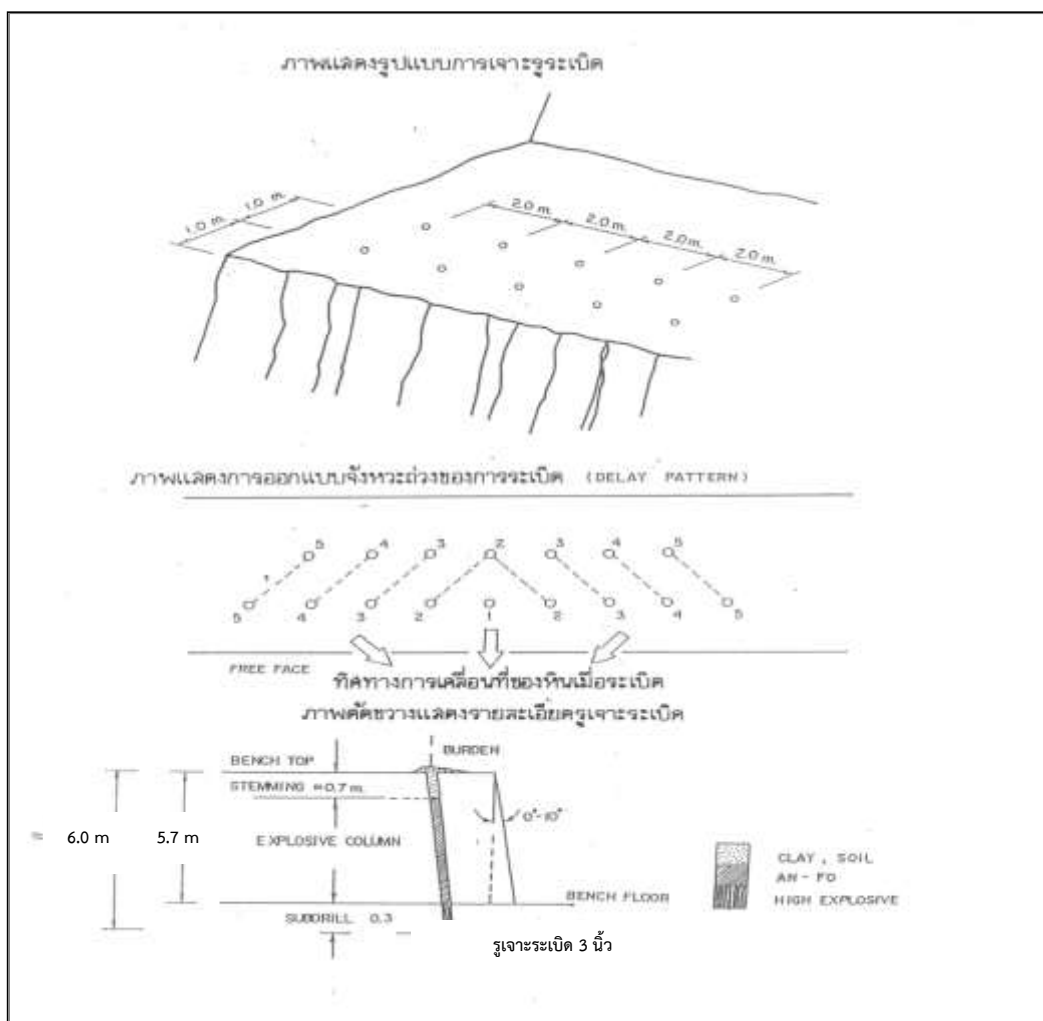 ภาพแสดงรูปแบบการเจาะรูระเบิด
1.0 m. 1.0 m.
2.0 m. 2.0 m. 2.0 m. 2.0 m.
ภาพแสดงการออกแบบจังหวะถ่วงของการระเบิด (DELAY PATTERN)
5 4 3 2 3 4 5
1
5 4 3 2 1 2 3 4 5
FREE FACE
ทิศทางการเคลื่อนที่ของหินเมื่อระเบิด
ภาพตัดขวางแสดงรายละเอียดรูเจาะระเบิด
BURDEN
BENCH TOP
STEMMING = 0.7 m.
0°-10°
≈ 6.0 m 5.7 m
EXPLOSIVE COLUMN
CLAY, SOIL
AN-FO
HIGH EXPLOSIVE
BENCH FLOOR
SUBDRILL 0.3
รูเจาะระเบิด 3 นิ้ว